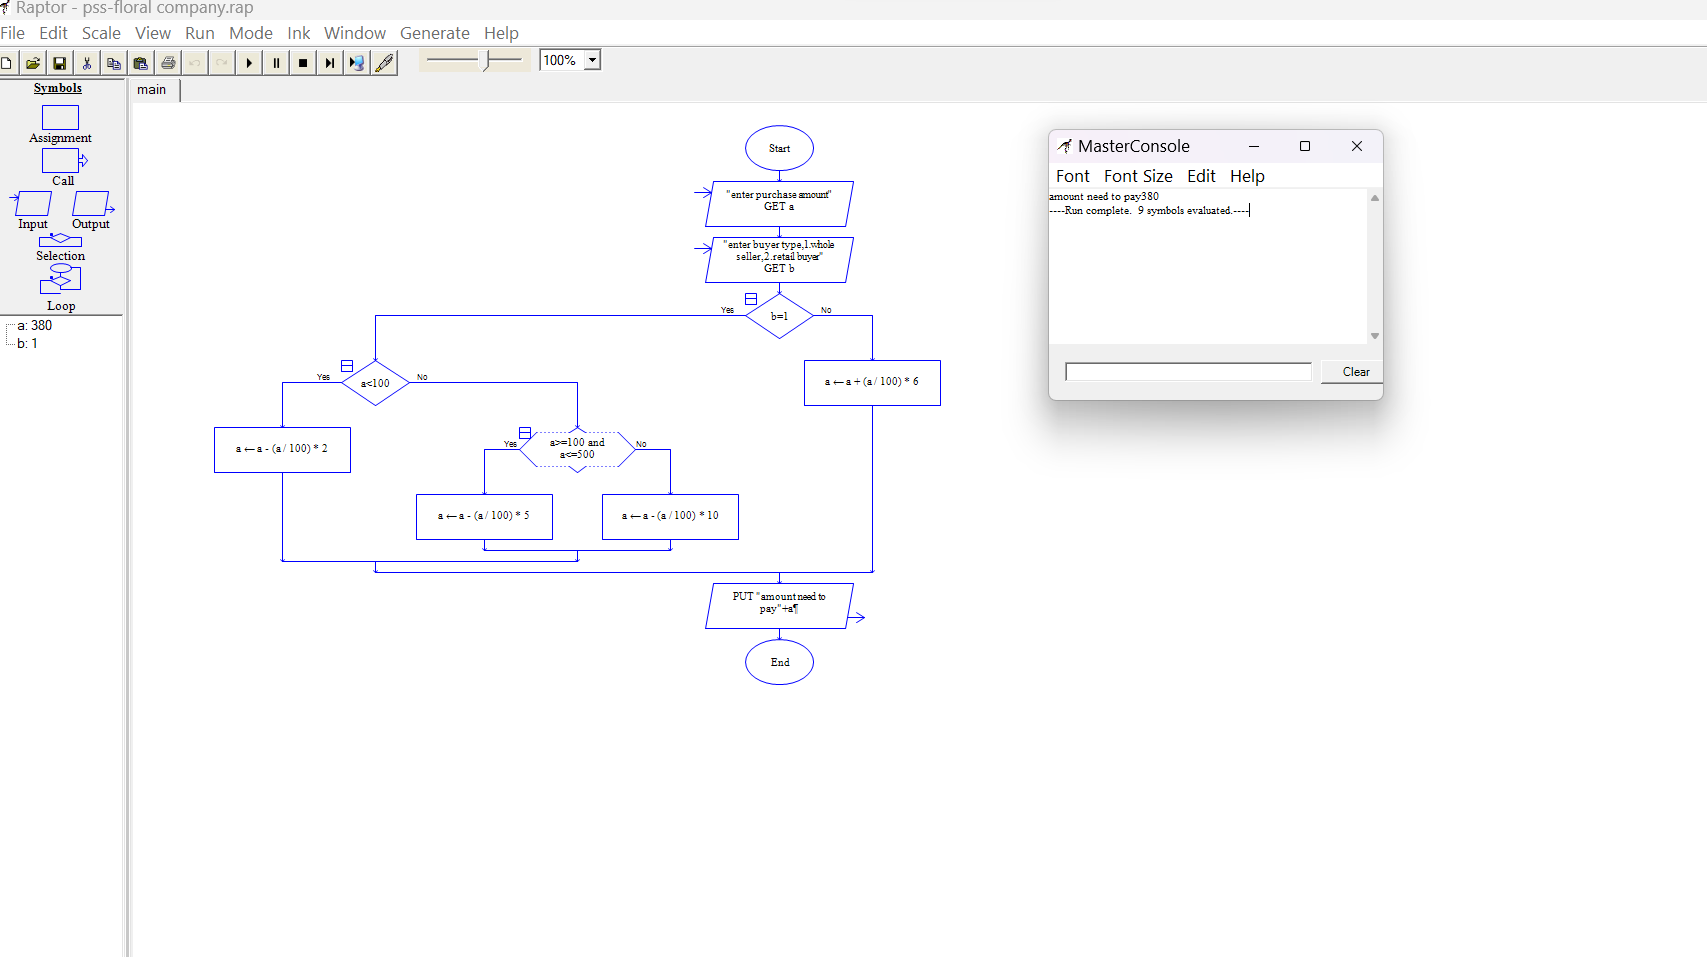 Raptor - pss-floral company.rap
File Edit Scale View Run Mode Ink Window Generate Help
100%
Symbols
main
Assignment
Call
Input Output
Selection
Loop
a: 380
b: 1
Start
"enter purchase amount"
GET a
"enter buyer type,1.whole
seller,2.retail buyer"
GET b
Yes
b=1
No
Yes
a<100
No
a ← a + (a / 100) * 6
a ← a - (a / 100) * 2
Yes
a>=100 and
a<=500
No
a ← a - (a / 100) * 5
a ← a - (a / 100) * 10
PUT "amount need to
pay"+a¶
End
MasterConsole
Font Font Size Edit Help
amount need to pay380
----Run complete.  9 symbols evaluated.----
Clear